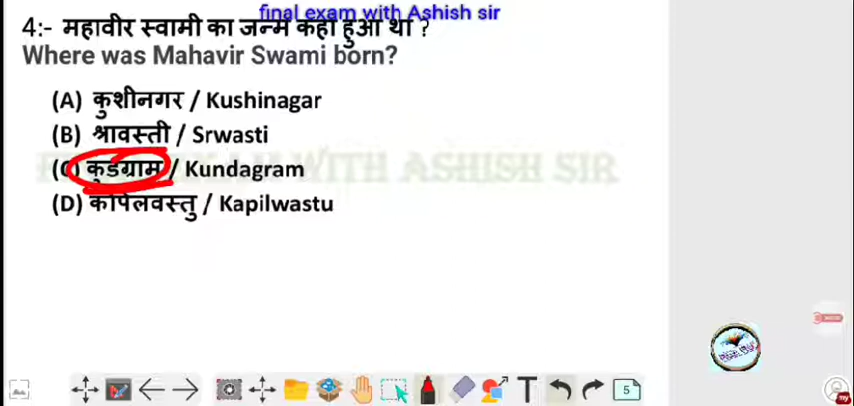 final exam with Ashish sir
4:- महावीर स्वामी का जन्म कहाँ हुआ था ?
Where was Mahavir Swami born?
(A) कुशीनगर / Kushinagar
(B) श्रावस्ती / Srwasti
(C) कुंडग्राम / Kundagram
(D) कपिलवस्तु / Kapilwastu
WITH ASHISH SIR
T
5